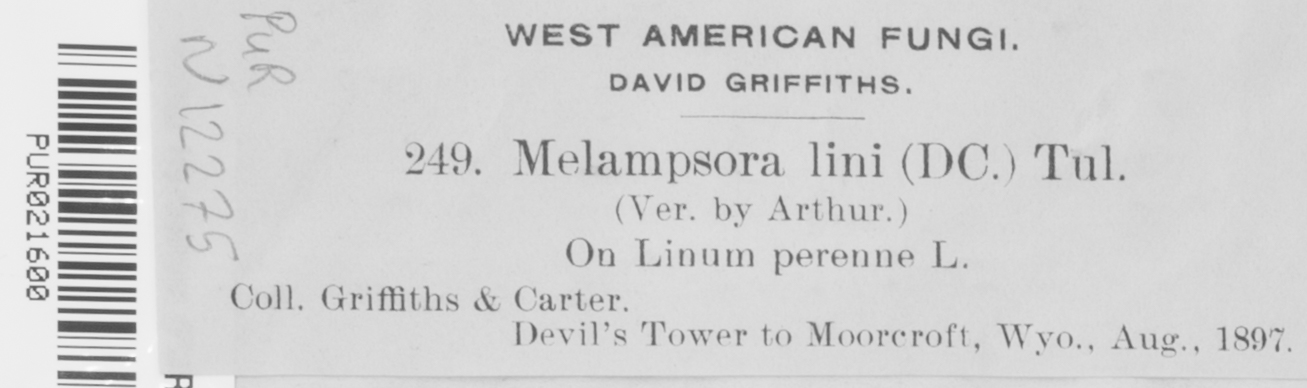 WEST AMERICAN FUNGI.
DAVID GRIFFITHS.
249. Melampsora lini (DC.) Tul.
(Ver. by Arthur.)
On Linum perenne L.
Coll. Griffiths & Carter.
Devil's Tower to Moorcroft, Wyo., Aug., 1897.
PUR
N12275
PUR021600
R